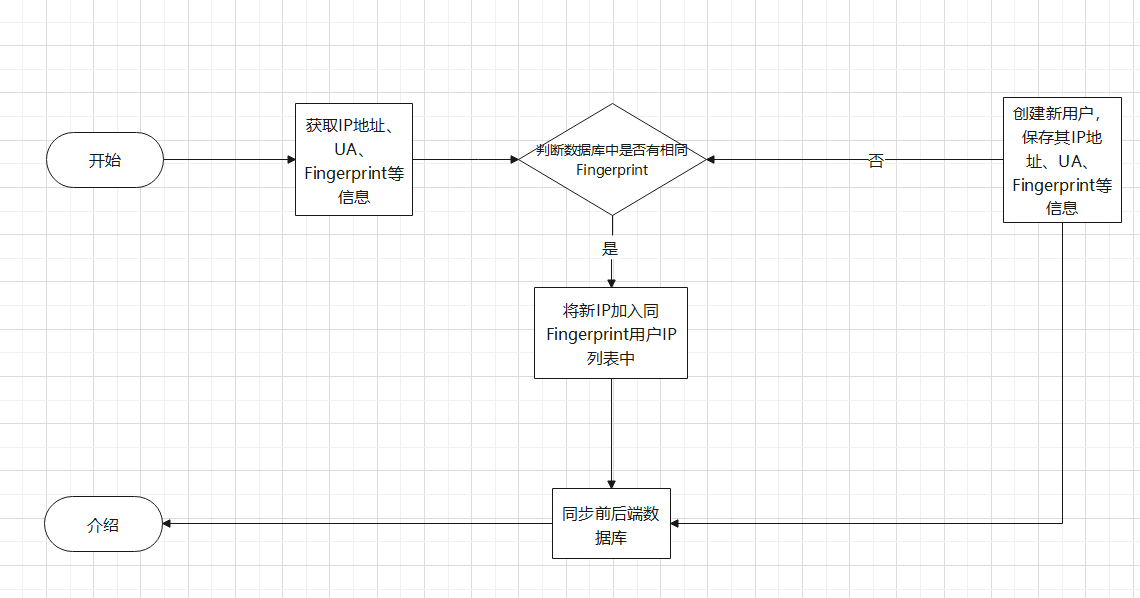 开始
获取IP地址、
UA、
Fingerprint等
信息
判断数据库中是否有相同
Fingerprint
否
创建新用户，
保存其IP地
址、UA、
Fingerprint等
信息
是
将新IP加入同
Fingerprint用户IP
列表中
同步前后端数
据库
介绍